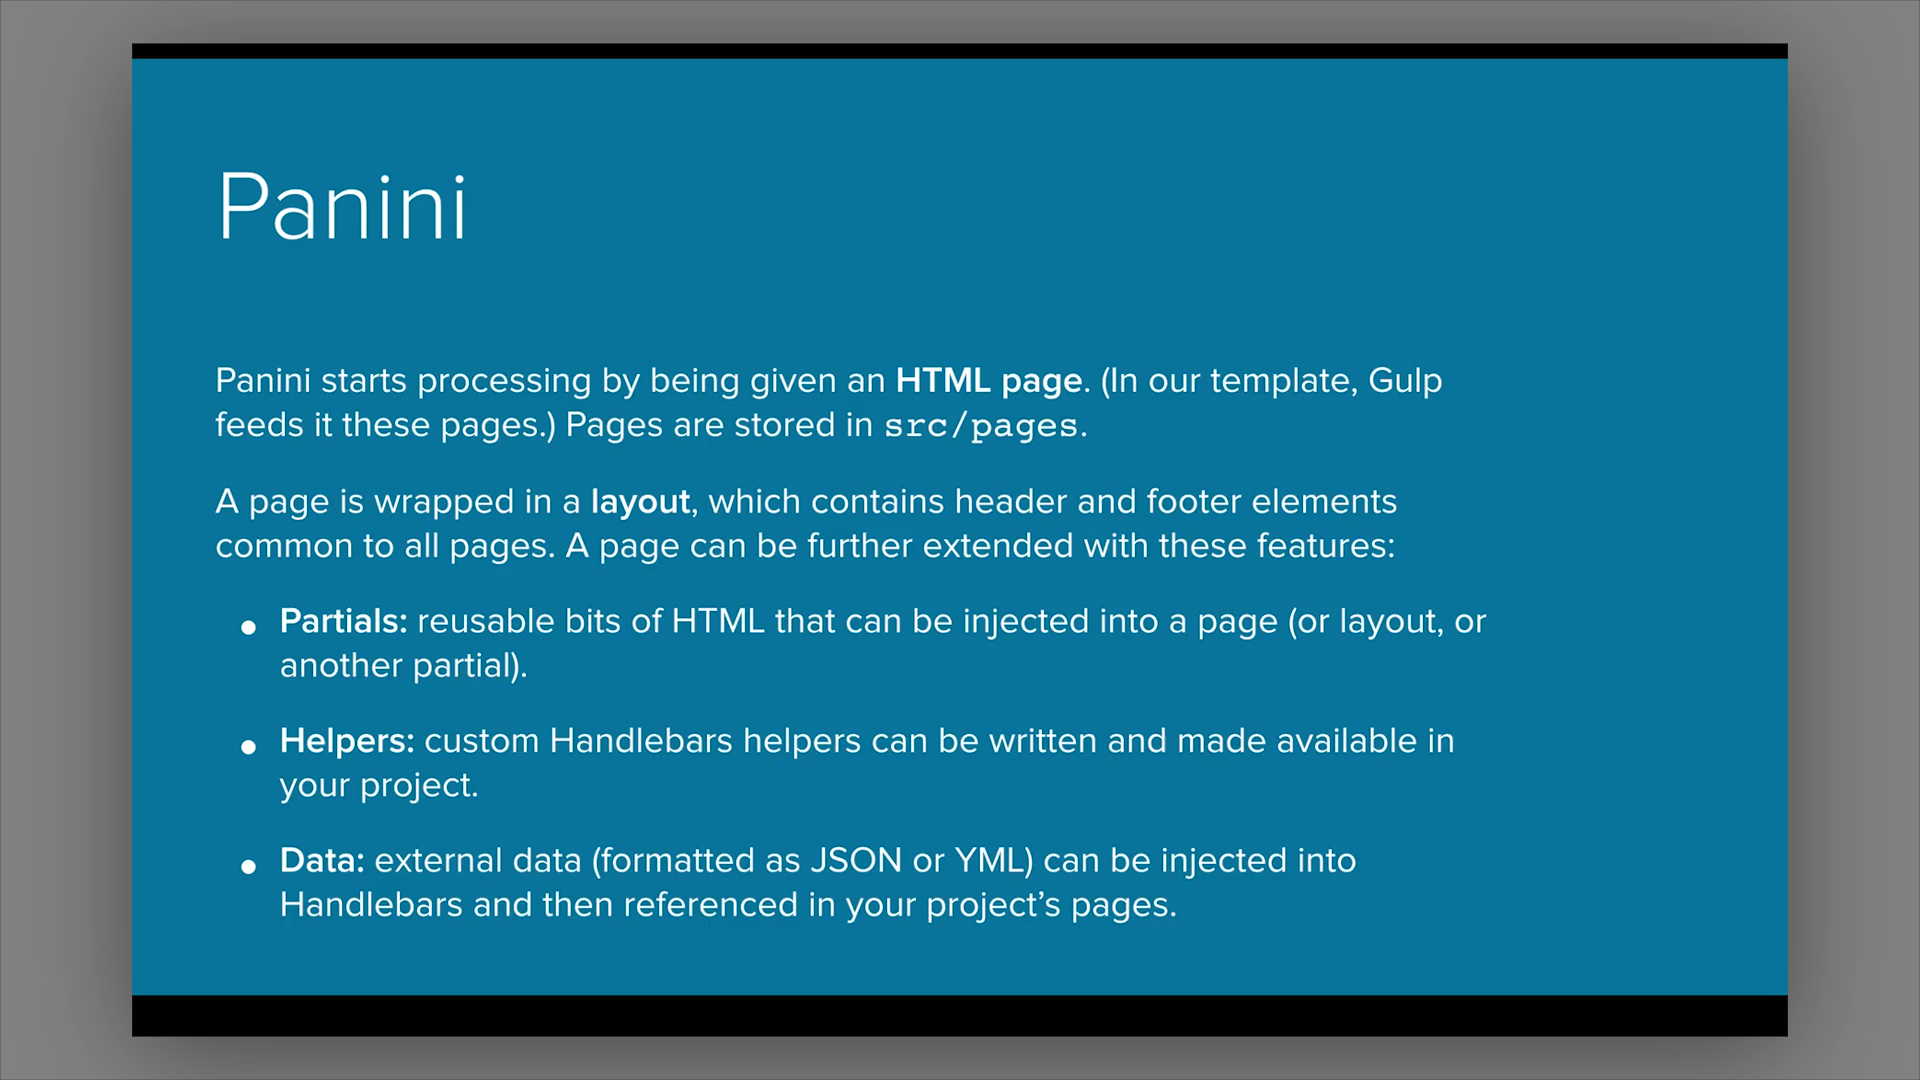 Panini
Panini starts processing by being given an HTML page. (In our template, Gulp
feeds it these pages.) Pages are stored in src/pages.
A page is wrapped in a layout, which contains header and footer elements
common to all pages. A page can be further extended with these features:
• Partials: reusable bits of HTML that can be injected into a page (or layout, or
another partial).
• Helpers: custom Handlebars helpers can be written and made available in
your project.
• Data: external data (formatted as JSON or YML) can be injected into
Handlebars and then referenced in your project’s pages.